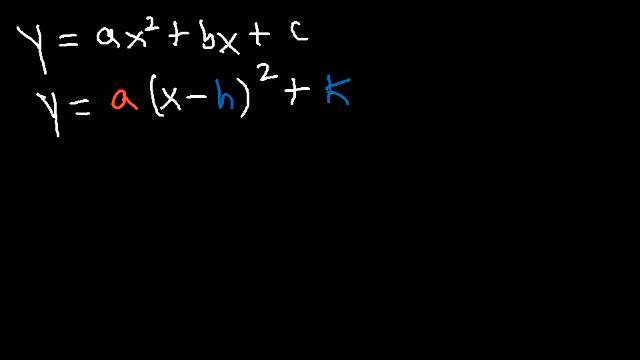 y = ax² + bx + c
y = a(x - h)² + k